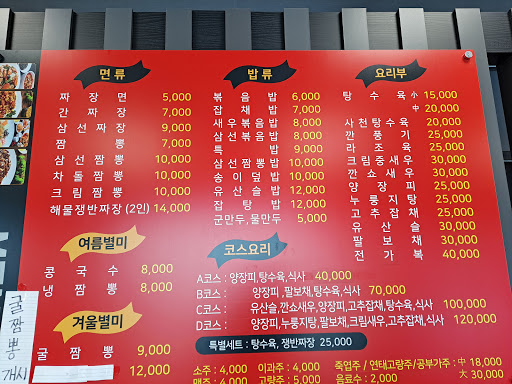 면 류
짜 장 면 5,000
간 짜 장 7,000
삼 선 짜 장 9,000
짬 뽕 7,000
삼 선 짬 뽕 10,000
차 돌 짬 뽕 10,000
크 림 짬 뽕 10,000
해물쟁반짜장 (2인) 14,000
여름별미
콩 국 수 8,000
냉 짬 뽕 8,000
겨울별미
굴 짬 뽕 9,000
12,000
굴짬뽕개시
밥 류
볶 음 밥 6,000
잡 채 밥 7,000
새 우 볶 음 밥 8,000
삼 선 볶 음 밥 8,000
특 밥 9,000
삼 선 짬 뽕 밥 10,000
송 이 덮 밥 10,000
유 산 슬 밥 12,000
잡 탕 밥 12,000
군만두,물만두 5,000
요리부
탕 수 육 小 15,000
中 20,000
사 천 탕 수 육 20,000
깐 풍 기 25,000
라 조 육 25,000
크 림 중 새 우 30,000
깐 쇼 새 우 30,000
양 장 피 25,000
누 룽 지 탕 25,000
고 추 잡 채 25,000
유 산 슬 30,000
팔 보 채 30,000
전 가 복 40,000
코스요리
A코스 : 양장피,탕수육,식사 40,000
B코스 : 양장피,팔보채,탕수육,식사 70,000
C코스 : 유산슬,깐쇼새우,양장피,고추잡채,탕수육,식사 100,000
D코스 : 양장피,누룽지탕,팔보채,크림새우,고추잡채,식사 120,000
특별세트 : 탕수육, 쟁반짜장 25,000
소주 : 4,000 이과주 : 4,000 죽엽주 / 연태고량주/공부가주 : 中 18,000
맥주 : 4,000 고량주 : 5,000 음료수 : 2,000 大 30,000